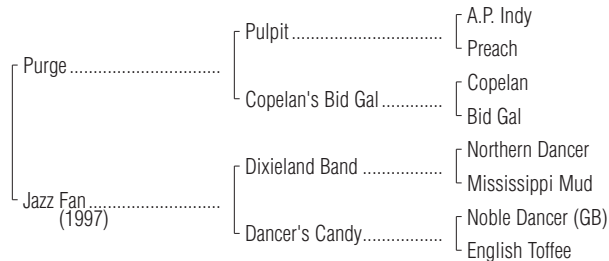 A.P. Indy
Pulpit
Preach
Purge
Copelan
Copelan's Bid Gal
Bid Gal
Northern Dancer
Dixieland Band
Mississippi Mud
Jazz Fan
(1997)
Noble Dancer (GB)
Dancer's Candy
English Toffee